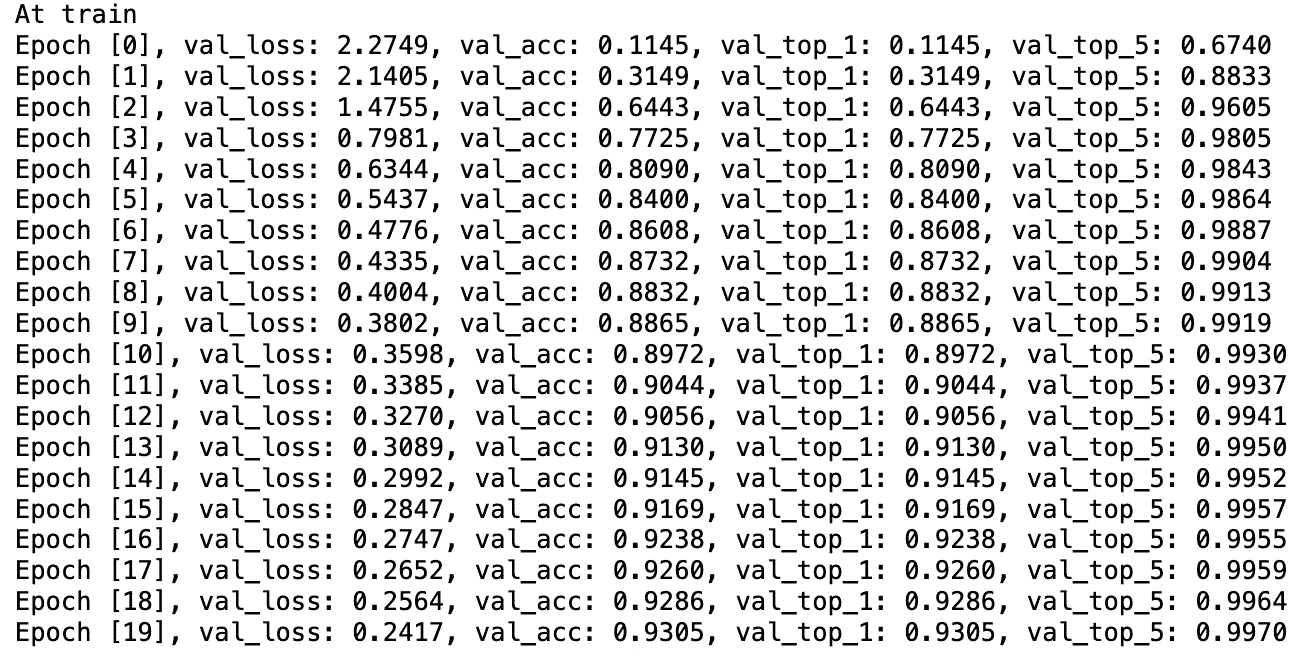 At train
Epoch [0], val_loss: 2.2749, val_acc: 0.1145, val_top_1: 0.1145, val_top_5: 0.6740
Epoch [1], val_loss: 2.1405, val_acc: 0.3149, val_top_1: 0.3149, val_top_5: 0.8833
Epoch [2], val_loss: 1.4755, val_acc: 0.6443, val_top_1: 0.6443, val_top_5: 0.9605
Epoch [3], val_loss: 0.7981, val_acc: 0.7725, val_top_1: 0.7725, val_top_5: 0.9805
Epoch [4], val_loss: 0.6344, val_acc: 0.8090, val_top_1: 0.8090, val_top_5: 0.9843
Epoch [5], val_loss: 0.5437, val_acc: 0.8400, val_top_1: 0.8400, val_top_5: 0.9864
Epoch [6], val_loss: 0.4776, val_acc: 0.8608, val_top_1: 0.8608, val_top_5: 0.9887
Epoch [7], val_loss: 0.4335, val_acc: 0.8732, val_top_1: 0.8732, val_top_5: 0.9904
Epoch [8], val_loss: 0.4004, val_acc: 0.8832, val_top_1: 0.8832, val_top_5: 0.9913
Epoch [9], val_loss: 0.3802, val_acc: 0.8865, val_top_1: 0.8865, val_top_5: 0.9919
Epoch [10], val_loss: 0.3598, val_acc: 0.8972, val_top_1: 0.8972, val_top_5: 0.9930
Epoch [11], val_loss: 0.3385, val_acc: 0.9044, val_top_1: 0.9044, val_top_5: 0.9937
Epoch [12], val_loss: 0.3270, val_acc: 0.9056, val_top_1: 0.9056, val_top_5: 0.9941
Epoch [13], val_loss: 0.3089, val_acc: 0.9130, val_top_1: 0.9130, val_top_5: 0.9950
Epoch [14], val_loss: 0.2992, val_acc: 0.9145, val_top_1: 0.9145, val_top_5: 0.9952
Epoch [15], val_loss: 0.2847, val_acc: 0.9169, val_top_1: 0.9169, val_top_5: 0.9957
Epoch [16], val_loss: 0.2747, val_acc: 0.9238, val_top_1: 0.9238, val_top_5: 0.9955
Epoch [17], val_loss: 0.2652, val_acc: 0.9260, val_top_1: 0.9260, val_top_5: 0.9959
Epoch [18], val_loss: 0.2564, val_acc: 0.9286, val_top_1: 0.9286, val_top_5: 0.9964
Epoch [19], val_loss: 0.2417, val_acc: 0.9305, val_top_1: 0.9305, val_top_5: 0.9970